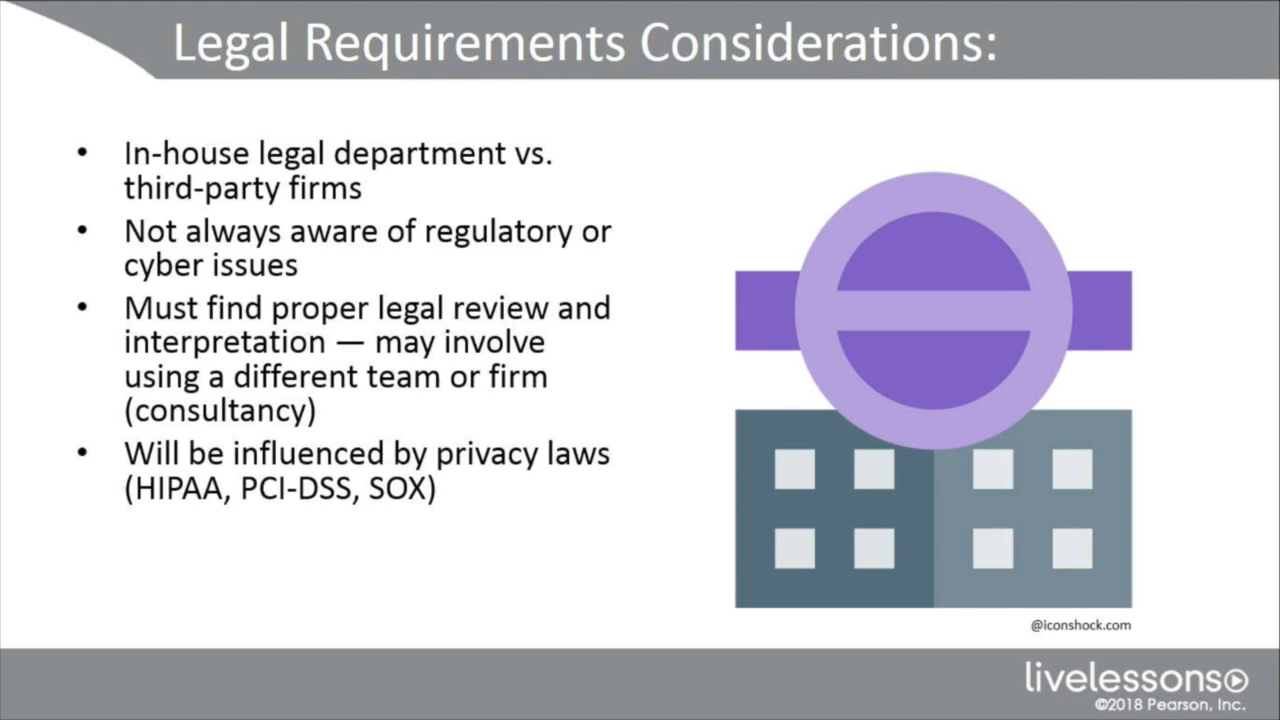 Legal Requirements Considerations:
• In-house legal department vs.
third-party firms
• Not always aware of regulatory or
cyber issues
• Must find proper legal review and
interpretation — may involve
using a different team or firm
(consultancy)
• Will be influenced by privacy laws
(HIPAA, PCI-DSS, SOX)
@iconshock.com
livelessons
©2018 Pearson, Inc.